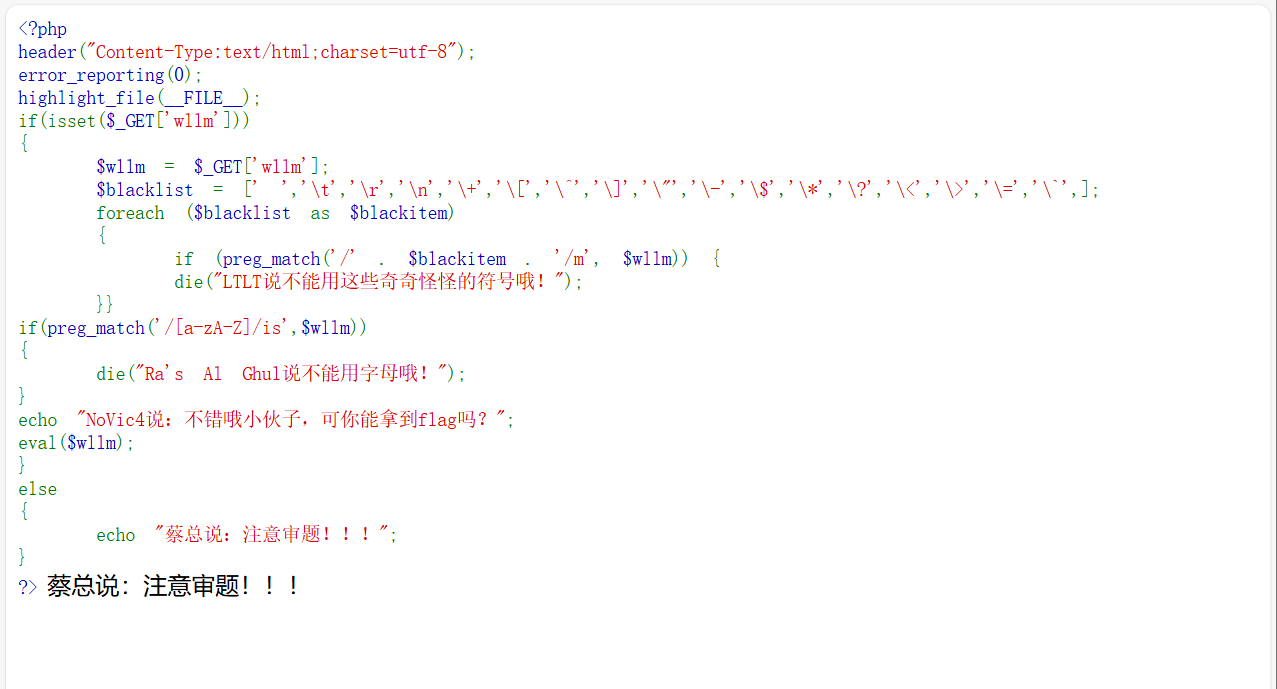 <?php
header("Content-Type:text/html;charset=utf-8");
error_reporting(0);
highlight_file(__FILE__);
if(isset($_GET['wllm']))
{
        $wllm = $_GET['wllm'];
        $blacklist = [' ','\t','\r','\n','\+','\[','\^','\]','\"','\-','\$','\*','\?','\<','\>','\=','\`',];
        foreach ($blacklist as $blackitem)
        {
                if (preg_match('/' . $blackitem . '/m', $wllm)) {
                die("LTLT说不能用这些奇奇怪怪的符号哦！");
        }}
if(preg_match('/[a-zA-Z]/is',$wllm))
{
        die("Ra's Al Ghul说不能用字母哦！");
}
echo "NoVic4说：不错哦小伙子，可你能拿到flag吗？";
eval($wllm);
}
else
{
        echo "蔡总说：注意审题！！！";
}
?> 蔡总说：注意审题！！！